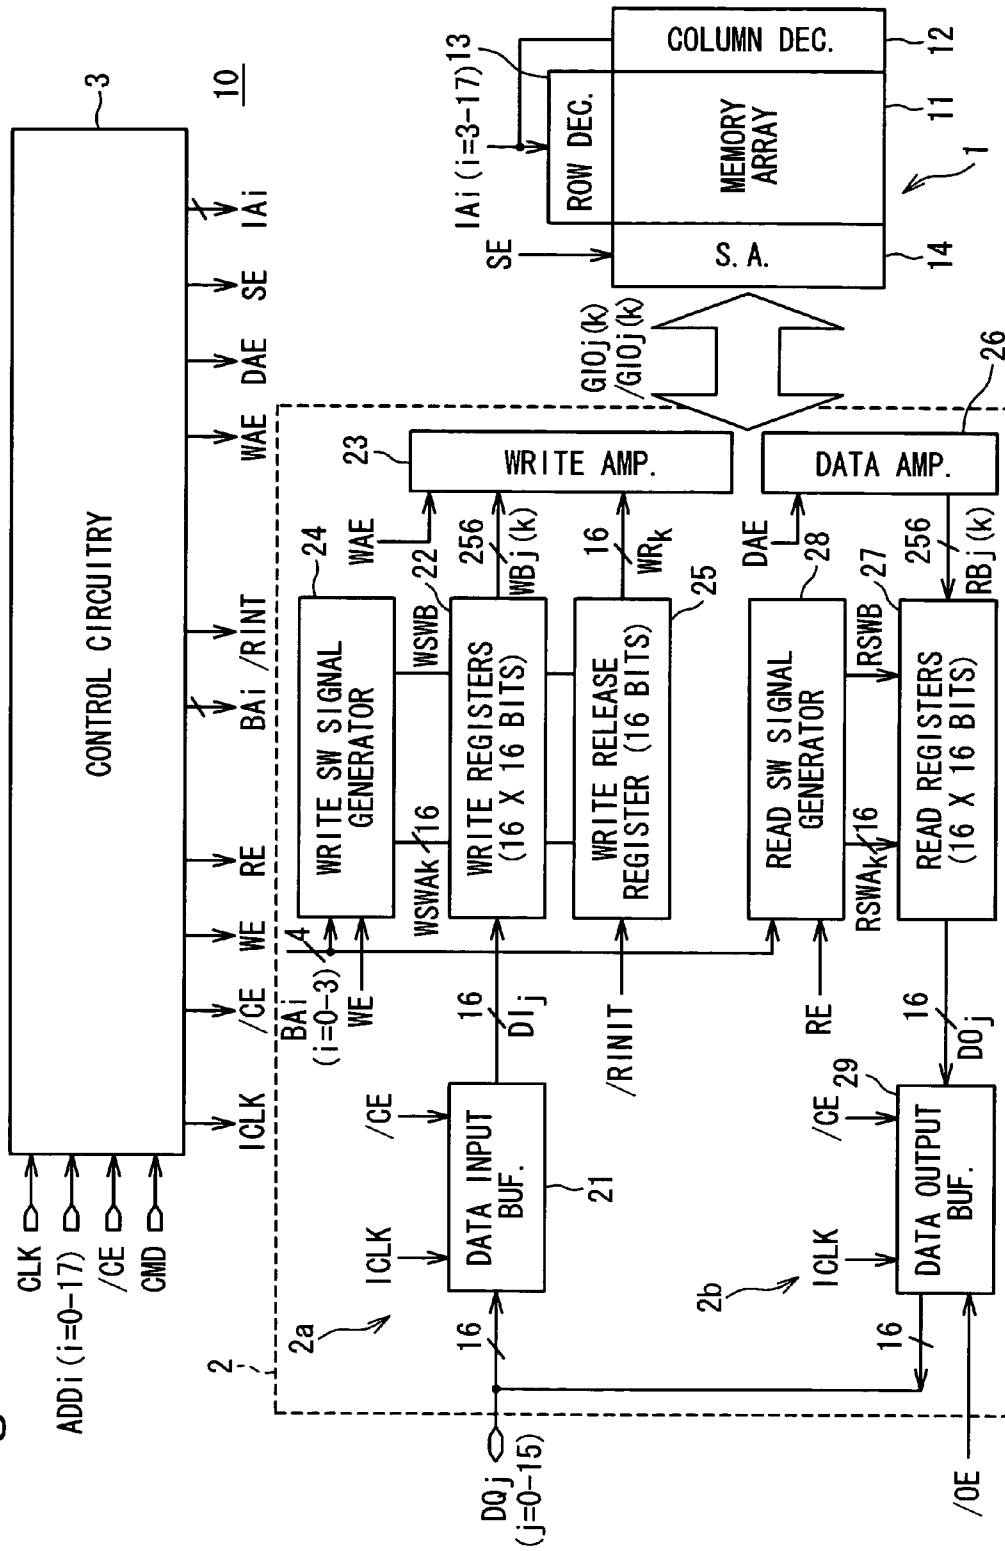 CLK
ADDi(i=0-17)
/CE
CMD
CONTROL CIRCUITRY
3
10
ICLK
/CE
WE
RE
BAi
/RINT
WAE
DAE
SE
IAi
2
2a
DQj
(j=0-15)
16
ICLK
/CE
DATA INPUT
BUF.
21
16
DIj
BAi
(i=0-3)
4
WE
WRITE SW SIGNAL
GENERATOR
24
WSWAk
16
WSWB
WRITE REGISTERS
(16 X 16 BITS)
22
/RINIT
WRITE RELEASE
REGISTER (16 BITS)
25
WAE
256
WBj(k)
16
WRk
23
WRITE AMP.
2b
/OE
16
ICLK
/CE
29
DATA OUTPUT
BUF.
16
DOj
RE
READ SW SIGNAL
GENERATOR
28
RSWAk
16
RSWB
READ REGISTERS
(16 X 16 BITS)
27
DAE
256
RBj(k)
DATA AMP.
26
GIOj(k)
/GIOj(k)
SE
IAi(i=3-17)
13
ROW DEC.
S.A.
MEMORY
ARRAY
COLUMN DEC.
14
11
12
1